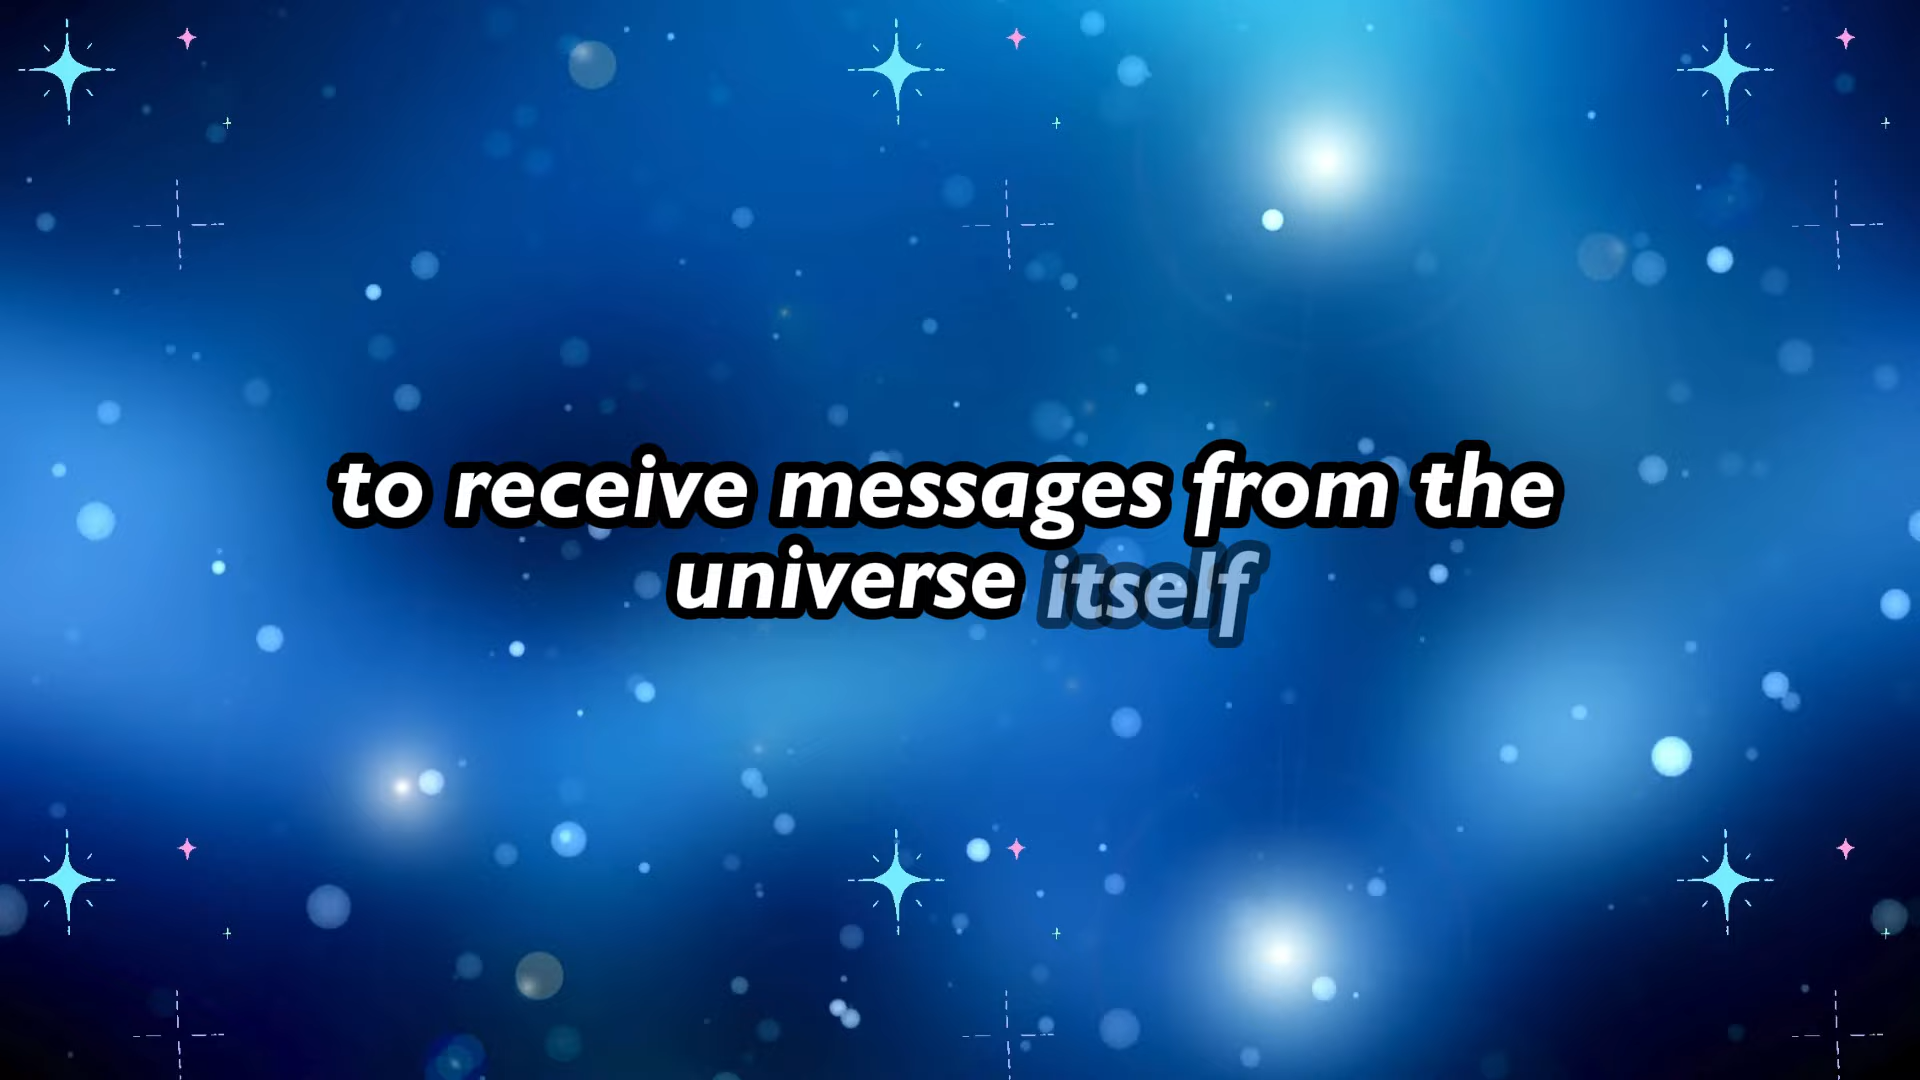 to receive messages from the
universe itself